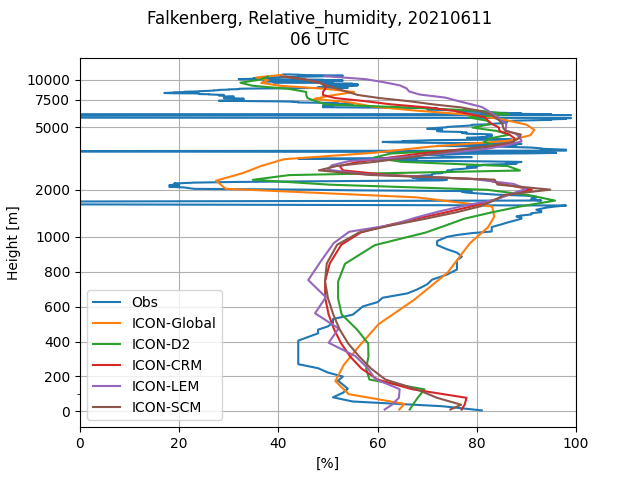 Falkenberg, Relative_humidity, 20210611
06 UTC
Height [m]
10000
7500
5000
2000
1000
800
600
400
200
0
Obs
ICON-Global
ICON-D2
ICON-CRM
ICON-LEM
ICON-SCM
0 20 40 60 80 100
[%]